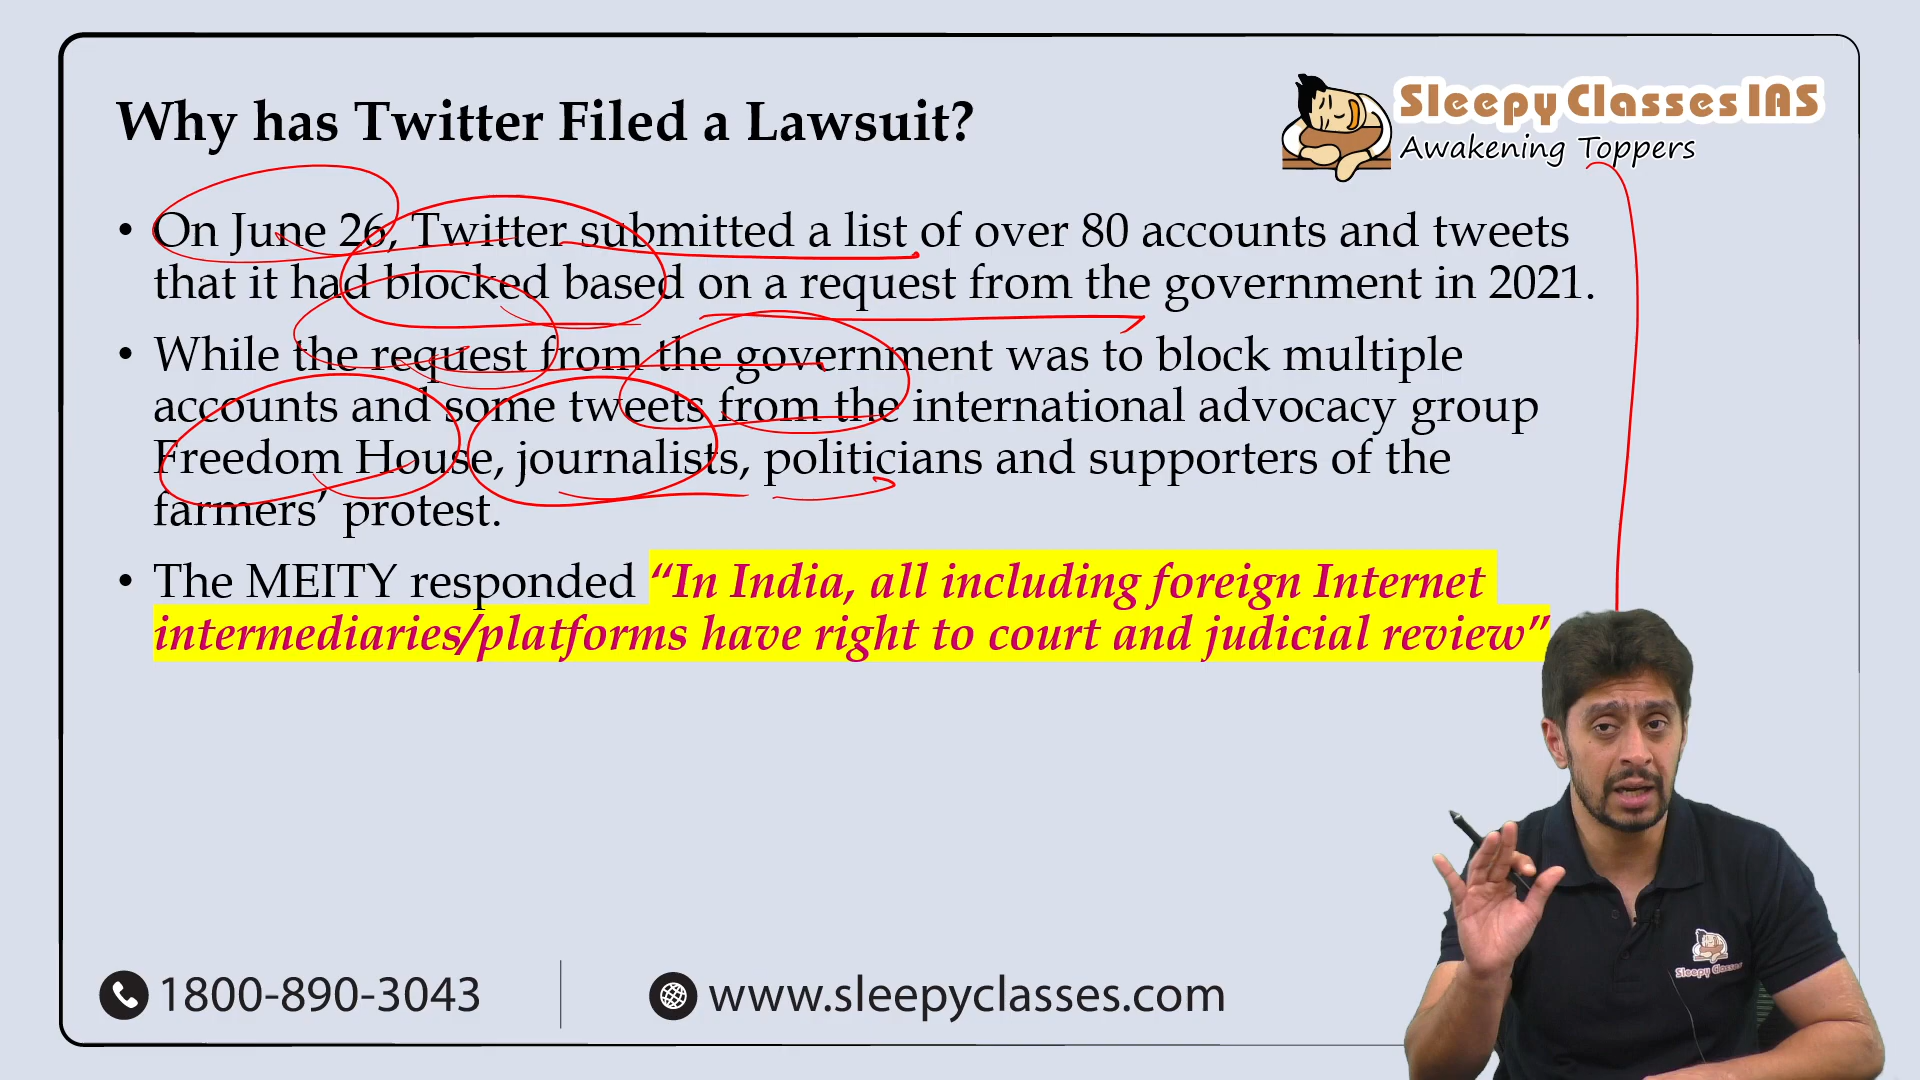 Why has Twitter Filed a Lawsuit?
Sleepy Classes IAS
Awakening Toppers
• On June 26, Twitter submitted a list of over 80 accounts and tweets
that it had blocked based on a request from the government in 2021.
• While the request from the government was to block multiple
accounts and some tweets from the international advocacy group
Freedom House, journalists, politicians and supporters of the
farmers’ protest.
• The MEITY responded “In India, all including foreign Internet
intermediaries/platforms have right to court and judicial review”
Sleepy Classes
1800-890-3043
www.sleepyclasses.com